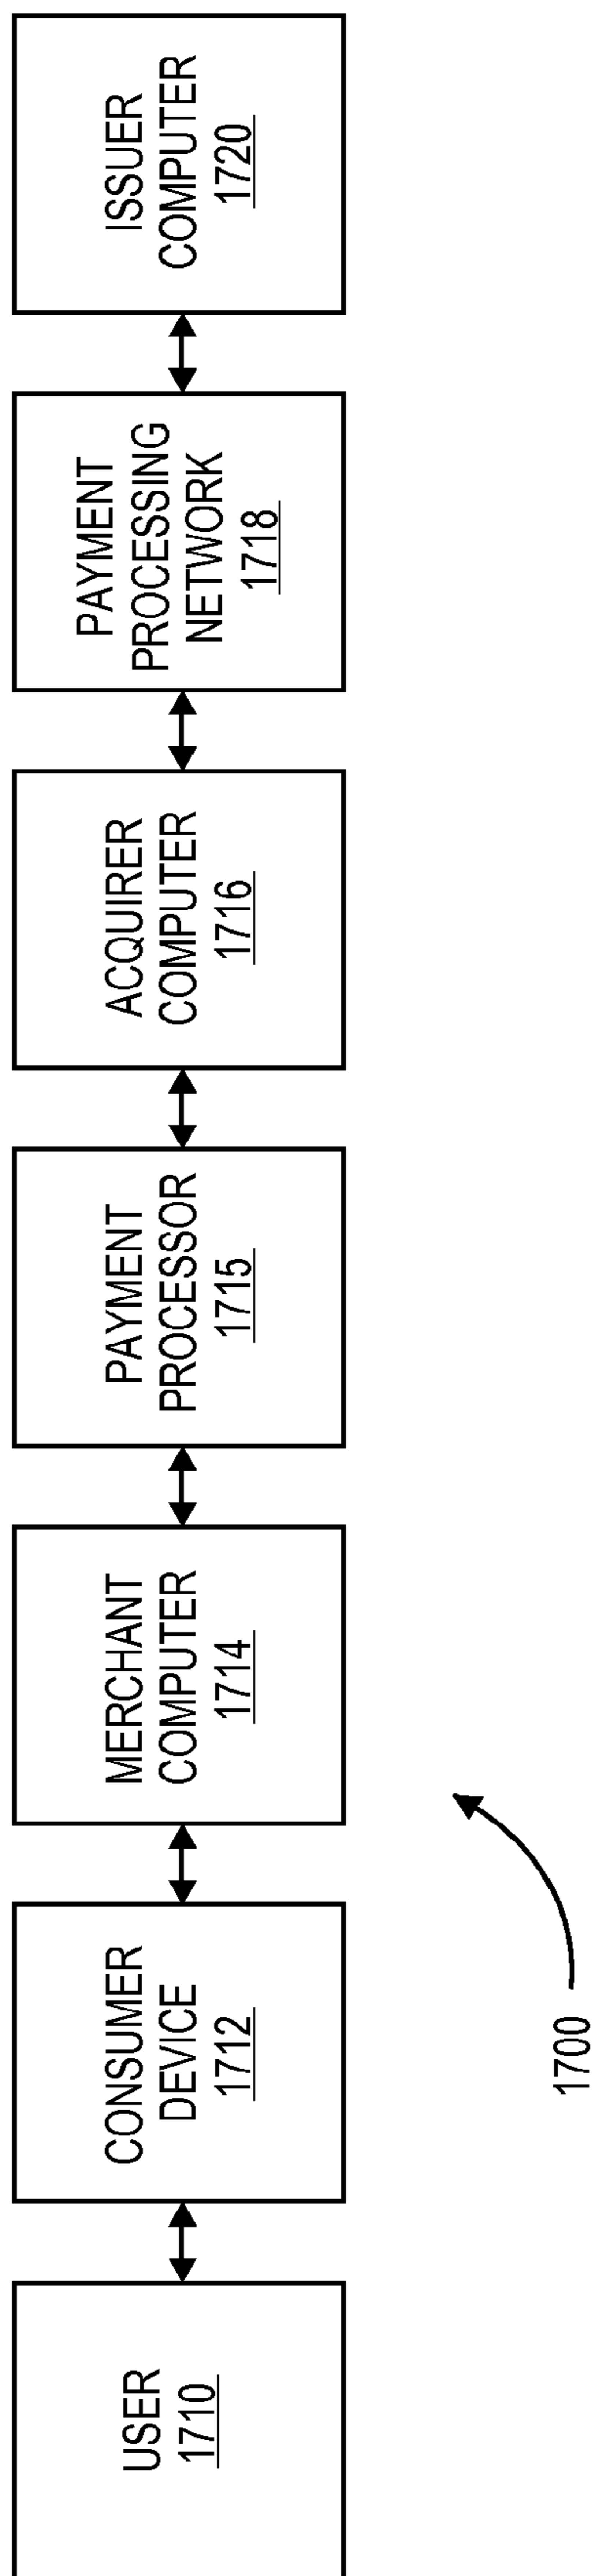 USER
1710
CONSUMER
DEVICE
1712
MERCHANT
COMPUTER
1714
PAYMENT
PROCESSOR
1715
ACQUIRER
COMPUTER
1716
PAYMENT
PROCESSING
NETWORK
1718
ISSUER
COMPUTER
1720
1700